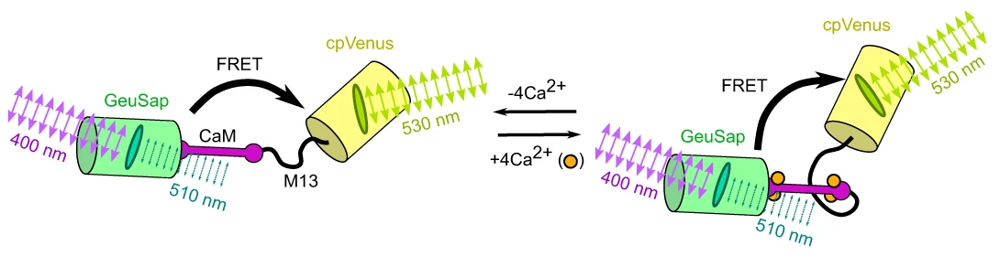 cpVenus
FRET
GeuSap
CaM
400 nm
530 nm
M13
510 nm
-4Ca2+
+4Ca2+ ( )
cpVenus
FRET
530 nm
GeuSap
400 nm
510 nm